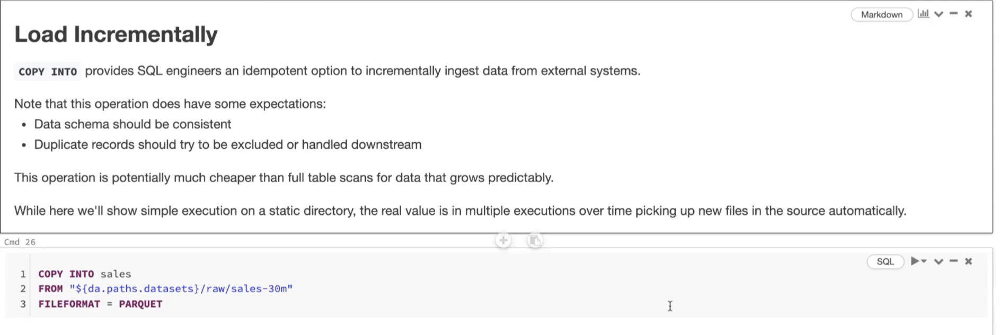 Markdown
Load Incrementally
COPY INTO provides SQL engineers an idempotent option to incrementally ingest data from external systems.
Note that this operation does have some expectations:
• Data schema should be consistent
• Duplicate records should try to be excluded or handled downstream
This operation is potentially much cheaper than full table scans for data that grows predictably.
While here we'll show simple execution on a static directory, the real value is in multiple executions over time picking up new files in the source automatically.
Cmd 26
SQL
1 COPY INTO sales
2 FROM "${da.paths.datasets}/raw/sales-30m"
3 FILEFORMAT = PARQUET